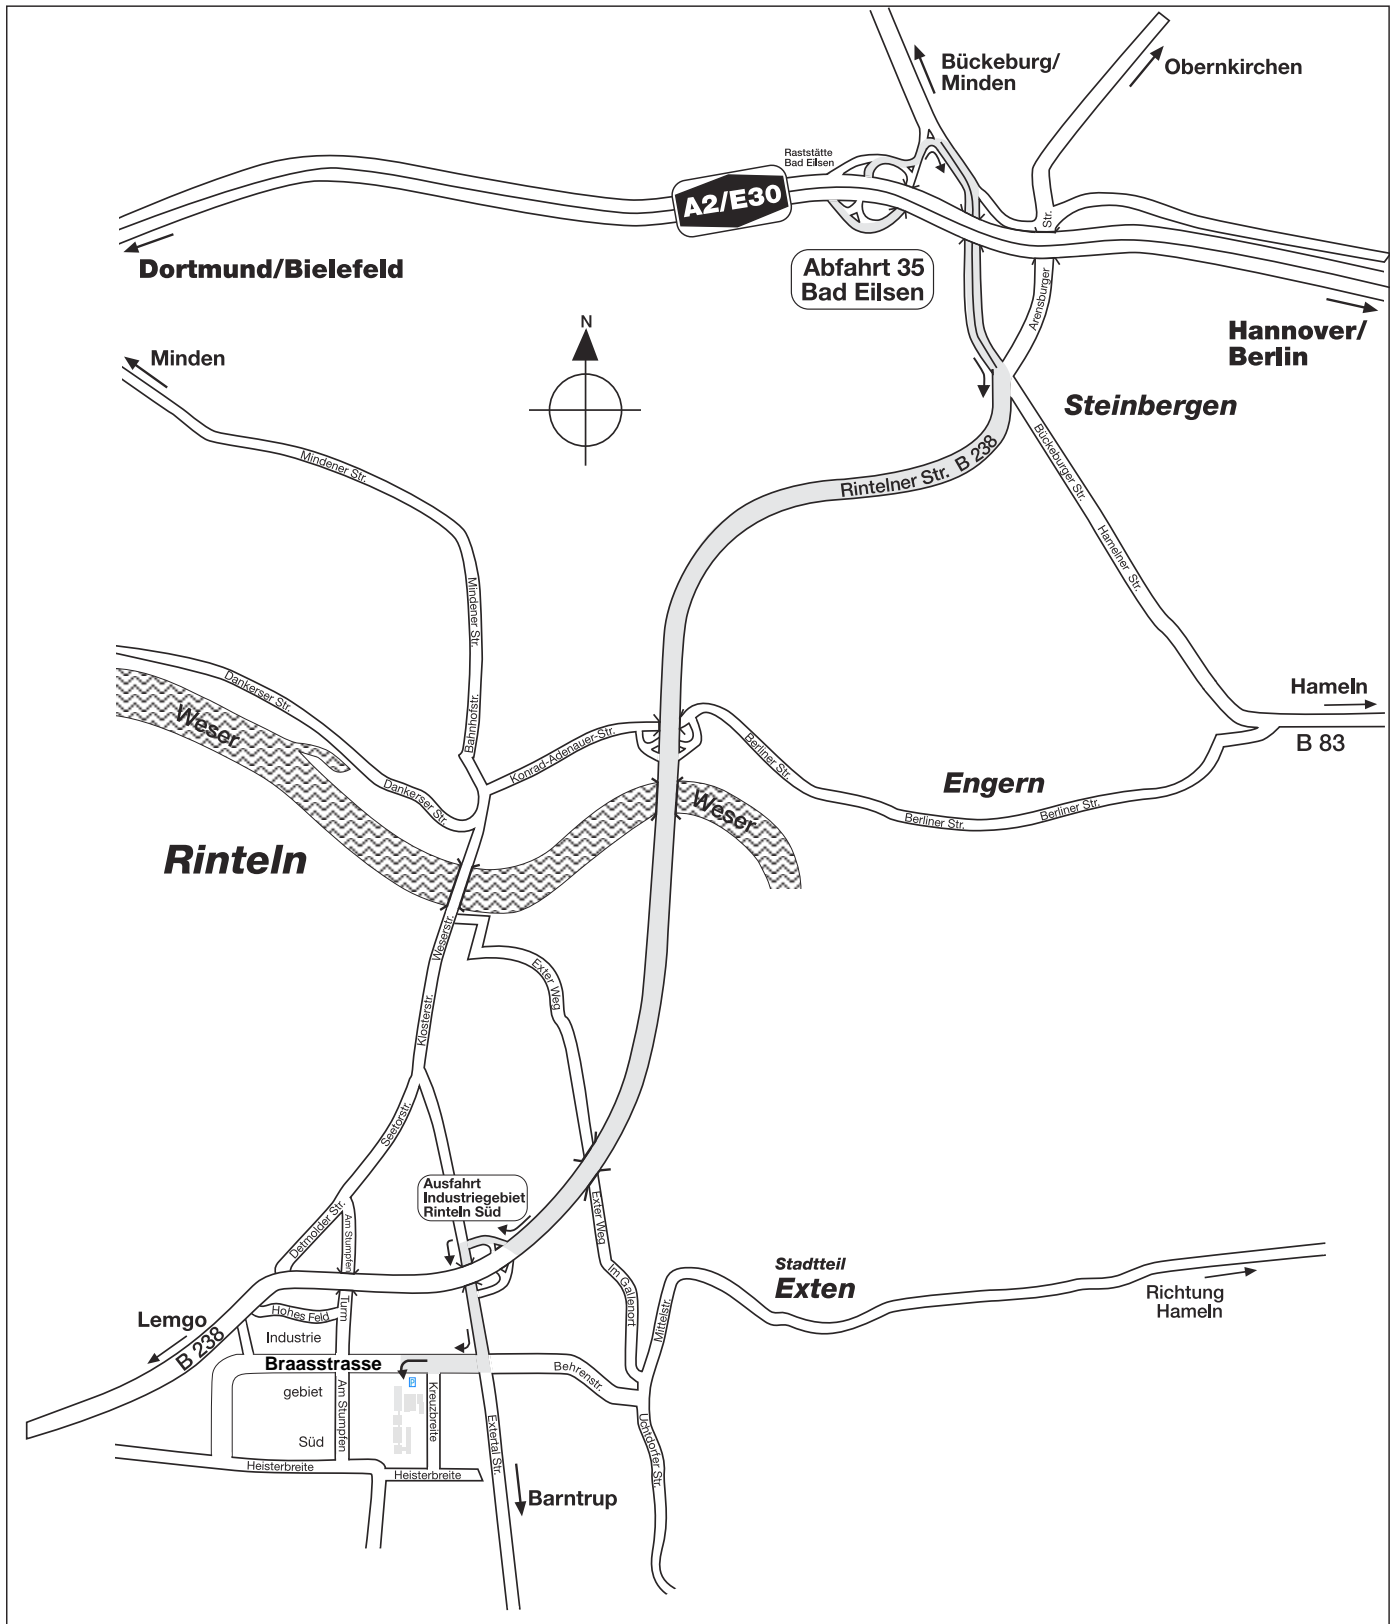 Bückeburg/
Minden
Obernkirchen
Raststätte
Bad Eilsen
A2/E30
Str.
Dortmund/Bielefeld
Abfahrt 35
Bad Eilsen
Arensburger
Hannover/
Berlin
N
Minden
Steinbergen
Mindener Str.
Rintelner Str. B 238
Bückeburger Str.
Hamelner Str.
Mindener Str.
Dankerser Str.
Weser
Bahnhofstr.
Konrad-Adenauer-Str.
Berliner Str.
Hameln
B 83
Engern
Dankerser Str.
Weser
Berliner Str.
Berliner Str.
Rinteln
Weserstr.
Exter Weg
Klosterstr.
Seetorstr.
Ausfahrt
Industriegebiet
Rinteln Süd
Exter Weg
Detmolder Str.
Am Stumpfen
Turm
Im Gallenort
Stadtteil
Exten
Mittelstr.
Richtung
Hameln
Lemgo
B 238
Hohes Feld
Industrie
Braasstrasse
Behrenstr.
gebiet
P
Am Stumpfen
Kreuzbreite
Süd
Extertal Str.
Uchtdorfer Str.
Heisterbreite
Heisterbreite
Barntrup